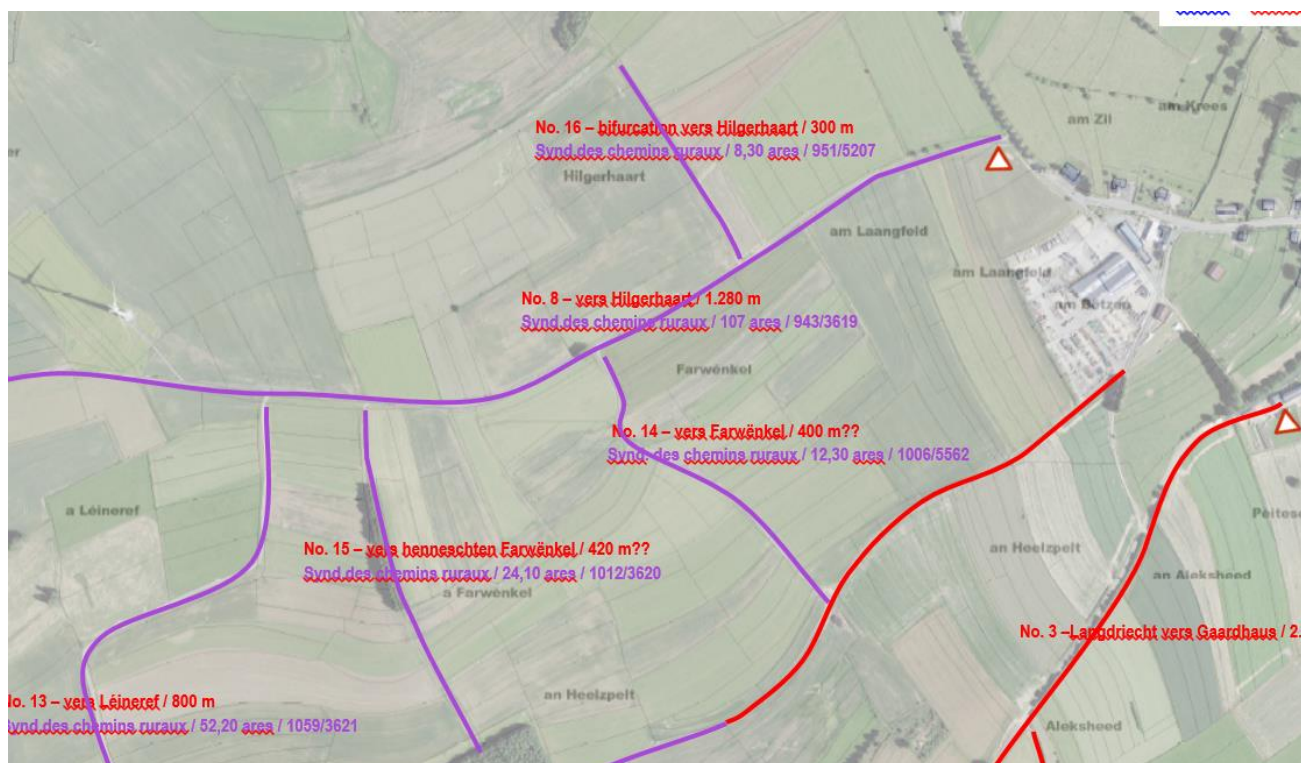 am Krees
am Zil
No. 16 – bifurcation vers Hilgerhaart / 300 m
Synd.des chemins ruraux / 8,30 ares / 951/5207
Hilgerhaart
am Laangfeld
am Laangfeld
am Botzen
No. 8 – vers Hilgerhaart / 1.280 m
Synd.des chemins ruraux / 107 ares / 943/3619
Farwënkel
No. 14 – vers Farwënkel / 400 m??
Synd. des chemins ruraux / 12,30 ares / 1006/5562
a Léineref
an Heelzpelt
No. 15 – vers henneschten Farwënkel / 420 m??
Synd.des chemins ruraux / 24,10 ares / 1012/3620
a Farwënkel
an Aleksheed
No. 3 –Langdriecht vers Gaardhaus / 2.
an Heelzpelt
No. 13 – vers Léineref / 800 m
Synd.des chemins ruraux / 52,20 ares / 1059/3621
Aleksheed